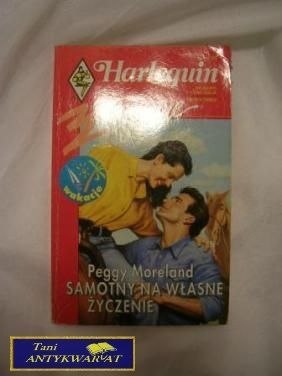 Harlequin
wakacje
Peggy Moreland
SAMOTNY NA WŁASNE
ŻYCZENIE
Tani
ANTYKWARIAT